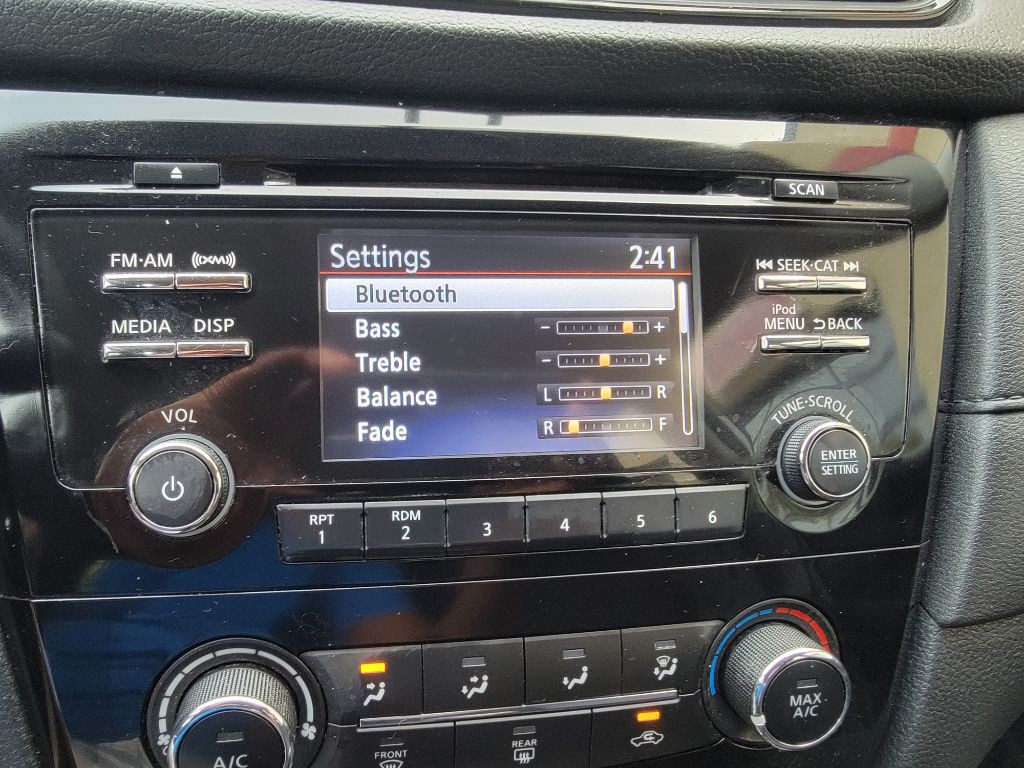 SCAN
FM·AM ((XM))
MEDIA DISP
VOL
Settings 2:41
Bluetooth
Bass - +
Treble - +
Balance L R
Fade R F
SEEK·CAT
iPod
MENU BACK
TUNE·SCROLL
ENTER
SETTING
RPT
1
RDM
2
3
4
5
6
A/C
FRONT
REAR
MAX
A/C